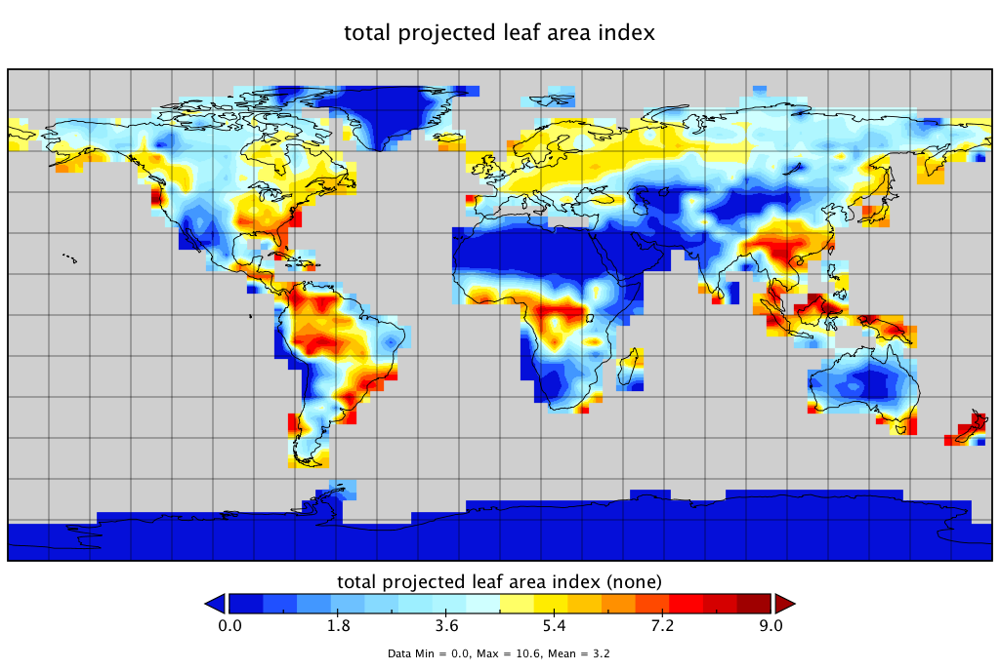 total projected leaf area index
total projected leaf area index (none)
0.0 1.8 3.6 5.4 7.2 9.0
Data Min = 0.0, Max = 10.6, Mean = 3.2